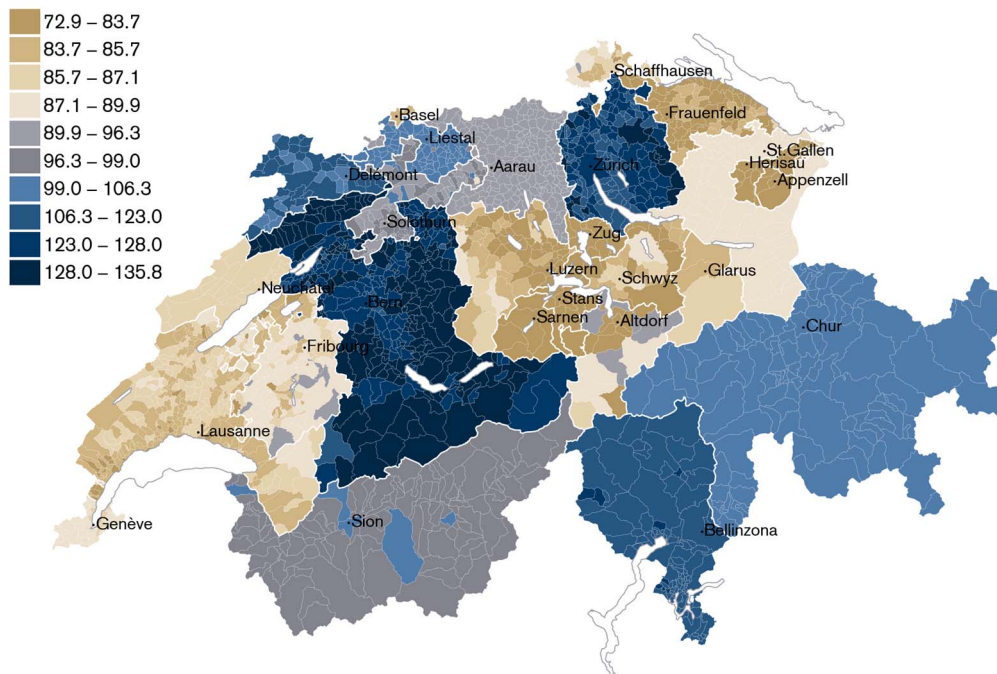 72.9 – 83.7
83.7 – 85.7
85.7 – 87.1
87.1 – 89.9
89.9 – 96.3
96.3 – 99.0
99.0 – 106.3
106.3 – 123.0
123.0 – 128.0
128.0 – 135.8
Schaffhausen
Basel
Frauenfeld
Liestal
St.Gallen
Herisau
Zürich
Aarau
Delémont
Appenzell
Solothurn
Zug
Luzern
Glarus
Schwyz
Neuchâtel
Stans
Bern
Sarnen
Altdorf
Chur
Fribourg
Lausanne
Sion
Genève
Bellinzona